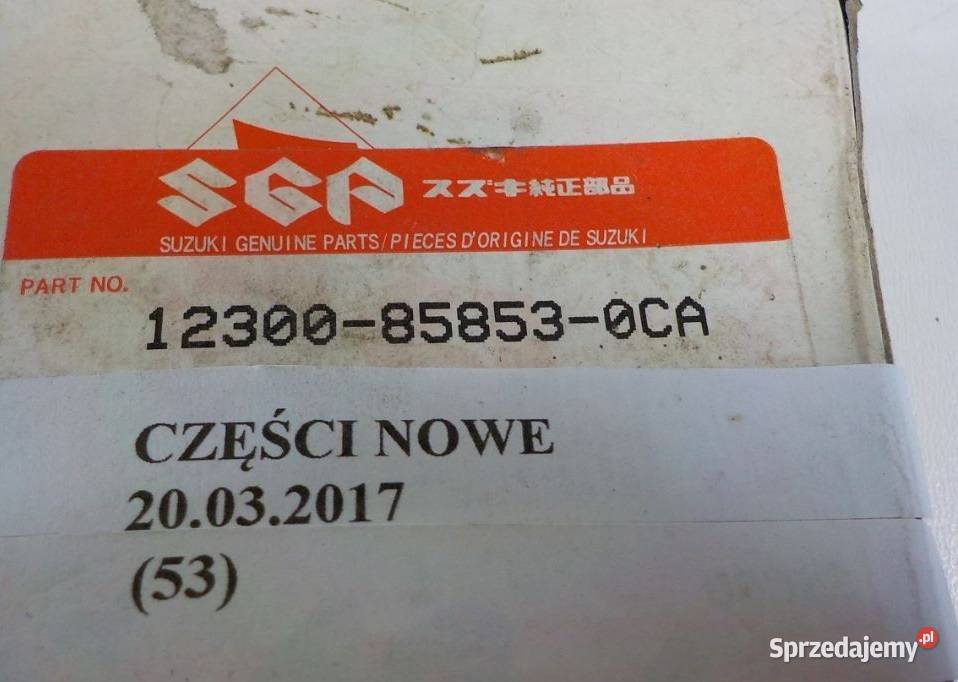 SGP スズキ純正部品
SUZUKI GENUINE PARTS/PIECES D'ORIGINE DE SUZUKI
PART NO.
12300-85853-0CA
CZĘŚCI NOWE
20.03.2017
(53)
Sprzedajemy.pl